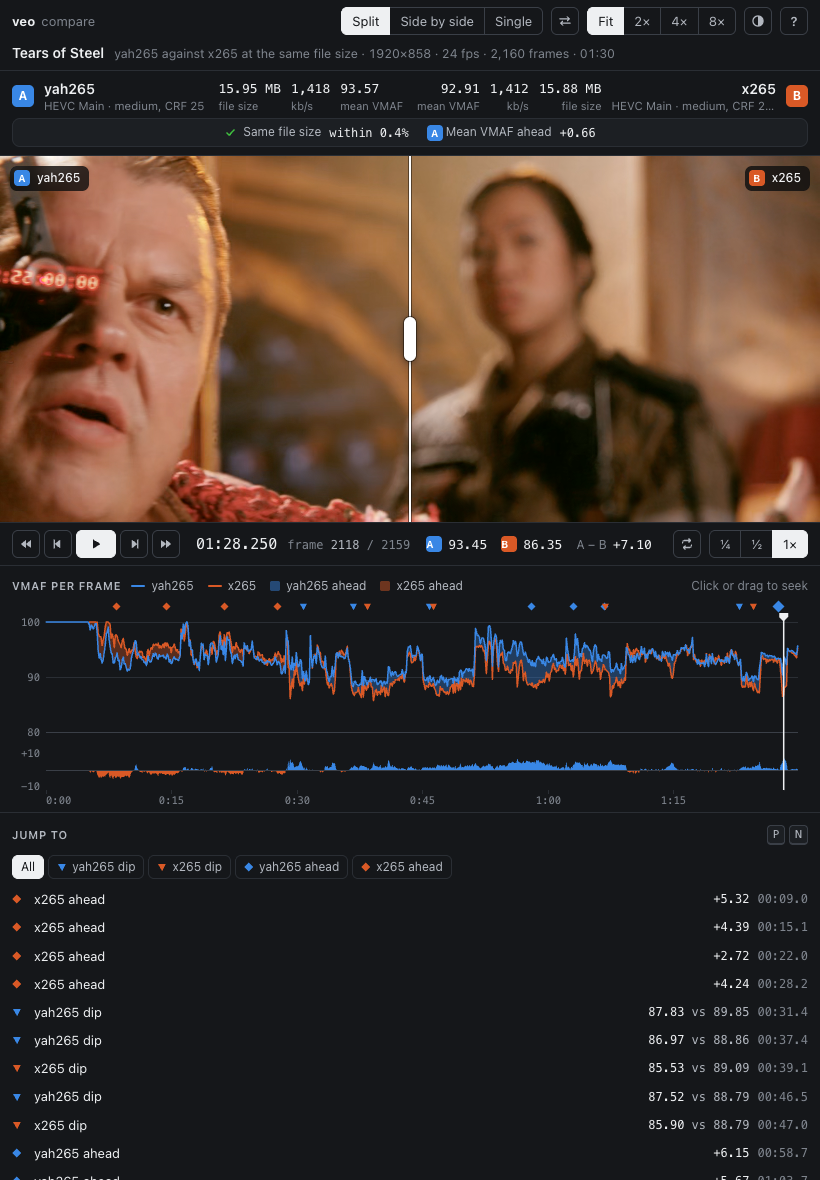 veo compare Split Side by side Single Fit 2× 4× 8× ?
Tears of Steel yah265 against x265 at the same file size · 1920×858 · 24 fps · 2,160 frames · 01:30
A yah265 15.95 MB 1,418 93.57 92.91 1,412 15.88 MB x265 B
HEVC Main · medium, CRF 25 file size kb/s mean VMAF mean VMAF kb/s file size HEVC Main · medium, CRF 2…
Same file size within 0.4% A Mean VMAF ahead +0.66
A yah265 B x265
01:28.250 frame 2118 / 2159 A 93.45 B 86.35 A – B +7.10 ¼ ½ 1×
VMAF PER FRAME yah265 x265 yah265 ahead x265 ahead Click or drag to seek
100
90
80
+10
−10
0:00 0:15 0:30 0:45 1:00 1:15
JUMP TO P N
All yah265 dip x265 dip yah265 ahead x265 ahead
x265 ahead +5.32 00:09.0
x265 ahead +4.39 00:15.1
x265 ahead +2.72 00:22.0
x265 ahead +4.24 00:28.2
yah265 dip 87.83 vs 89.85 00:31.4
yah265 dip 86.97 vs 88.86 00:37.4
x265 dip 85.53 vs 89.09 00:39.1
yah265 dip 87.52 vs 88.79 00:46.5
x265 dip 85.90 vs 88.79 00:47.0
yah265 ahead +6.15 00:58.7